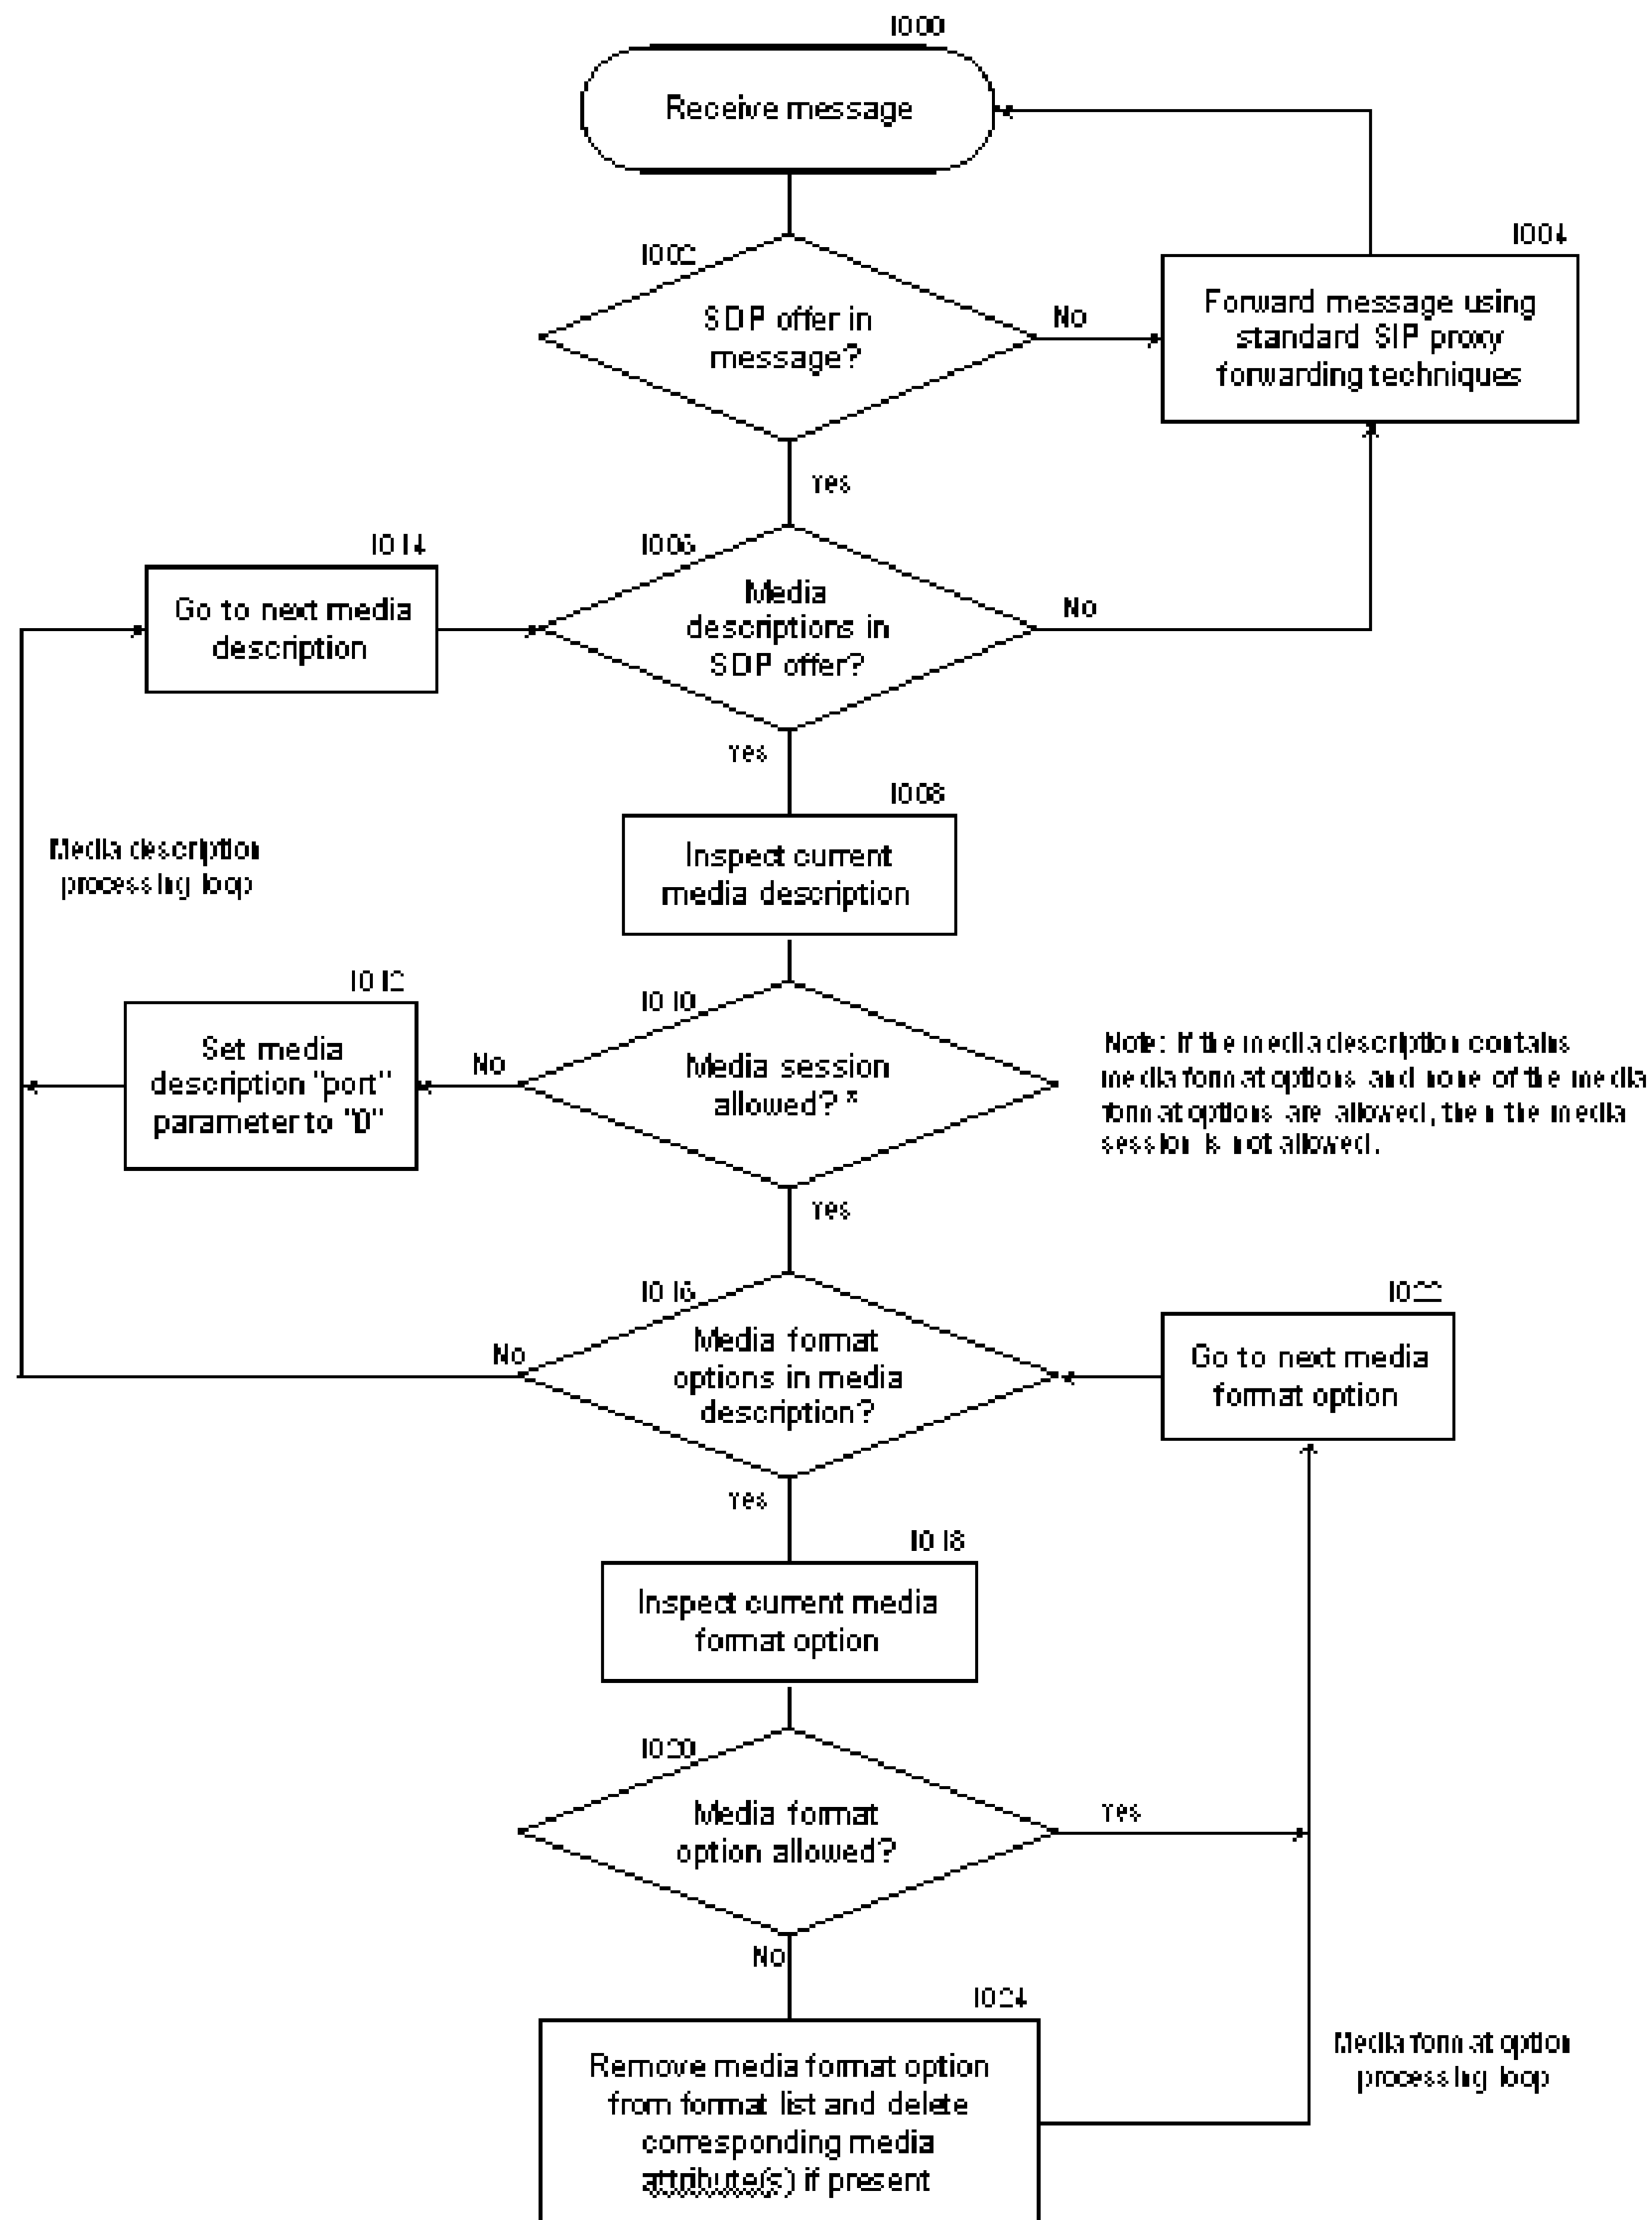 1000
Receive message
1002
SDP offer in
message?
No
1004
Forward message using
standard SIP proxy
forwarding techniques
Yes
1014
Go to next media
description
1006
Media
descriptions in
SDP offer?
No
Yes
1008
Inspect current
media description
Media description
processing loop
1012
Set media
description "port"
parameter to "0"
No
1010
Media session
allowed? *
Note: If the media description contains
media format options and none of the media
format options are allowed, then the media
session is not allowed.
Yes
1016
No
Media format
options in media
description?
1022
Go to next media
format option
Yes
1018
Inspect current media
format option
1020
Media format
option allowed?
Yes
No
1024
Remove media format option
from format list and delete
corresponding media
attribute(s) if present
Media format option
processing loop